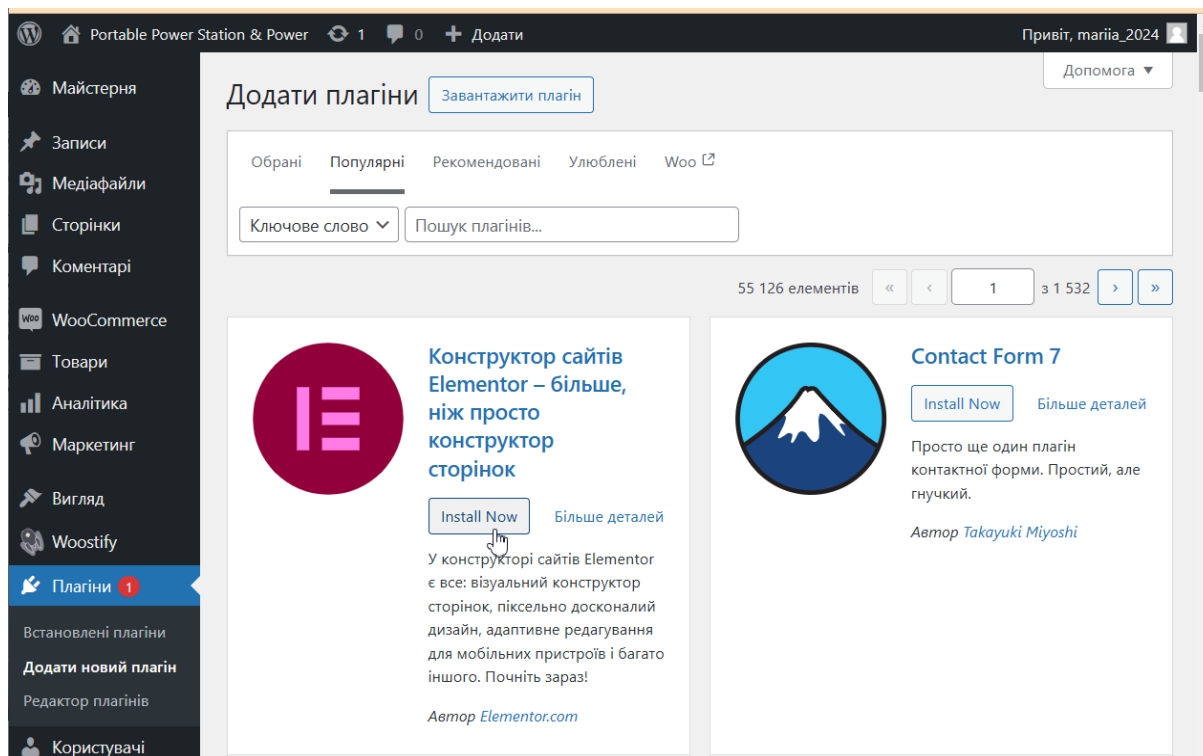 Portable Power Station & Power 1 0 Додати Привіт, mariia_2024
Допомога
Майстерня
Записи
Медіафайли
Сторінки
Коментарі
Woo WooCommerce
Товари
Аналітика
Маркетинг
Вигляд
Woostify
Плагіни 1
Встановлені плагіни
Додати новий плагін
Редактор плагінів
Користувачі
Додати плагіни Завантажити плагін
Обрані Популярні Рекомендовані Улюблені Woo
Ключове слово Пошук плагінів...
55 126 елементів « ‹ 1 з 1 532 › »
Конструктор сайтів
Elementor – більше,
ніж просто
конструктор
сторінок
Install Now Більше деталей
У конструкторі сайтів Elementor
є все: візуальний конструктор
сторінок, піксельно досконалий
дизайн, адаптивне редагування
для мобільних пристроїв і багато
іншого. Почніть зараз!
Автор Elementor.com
Contact Form 7
Install Now Більше деталей
Просто ще один плагін
контактної форми. Простий, але
гнучкий.
Автор Takayuki Miyoshi